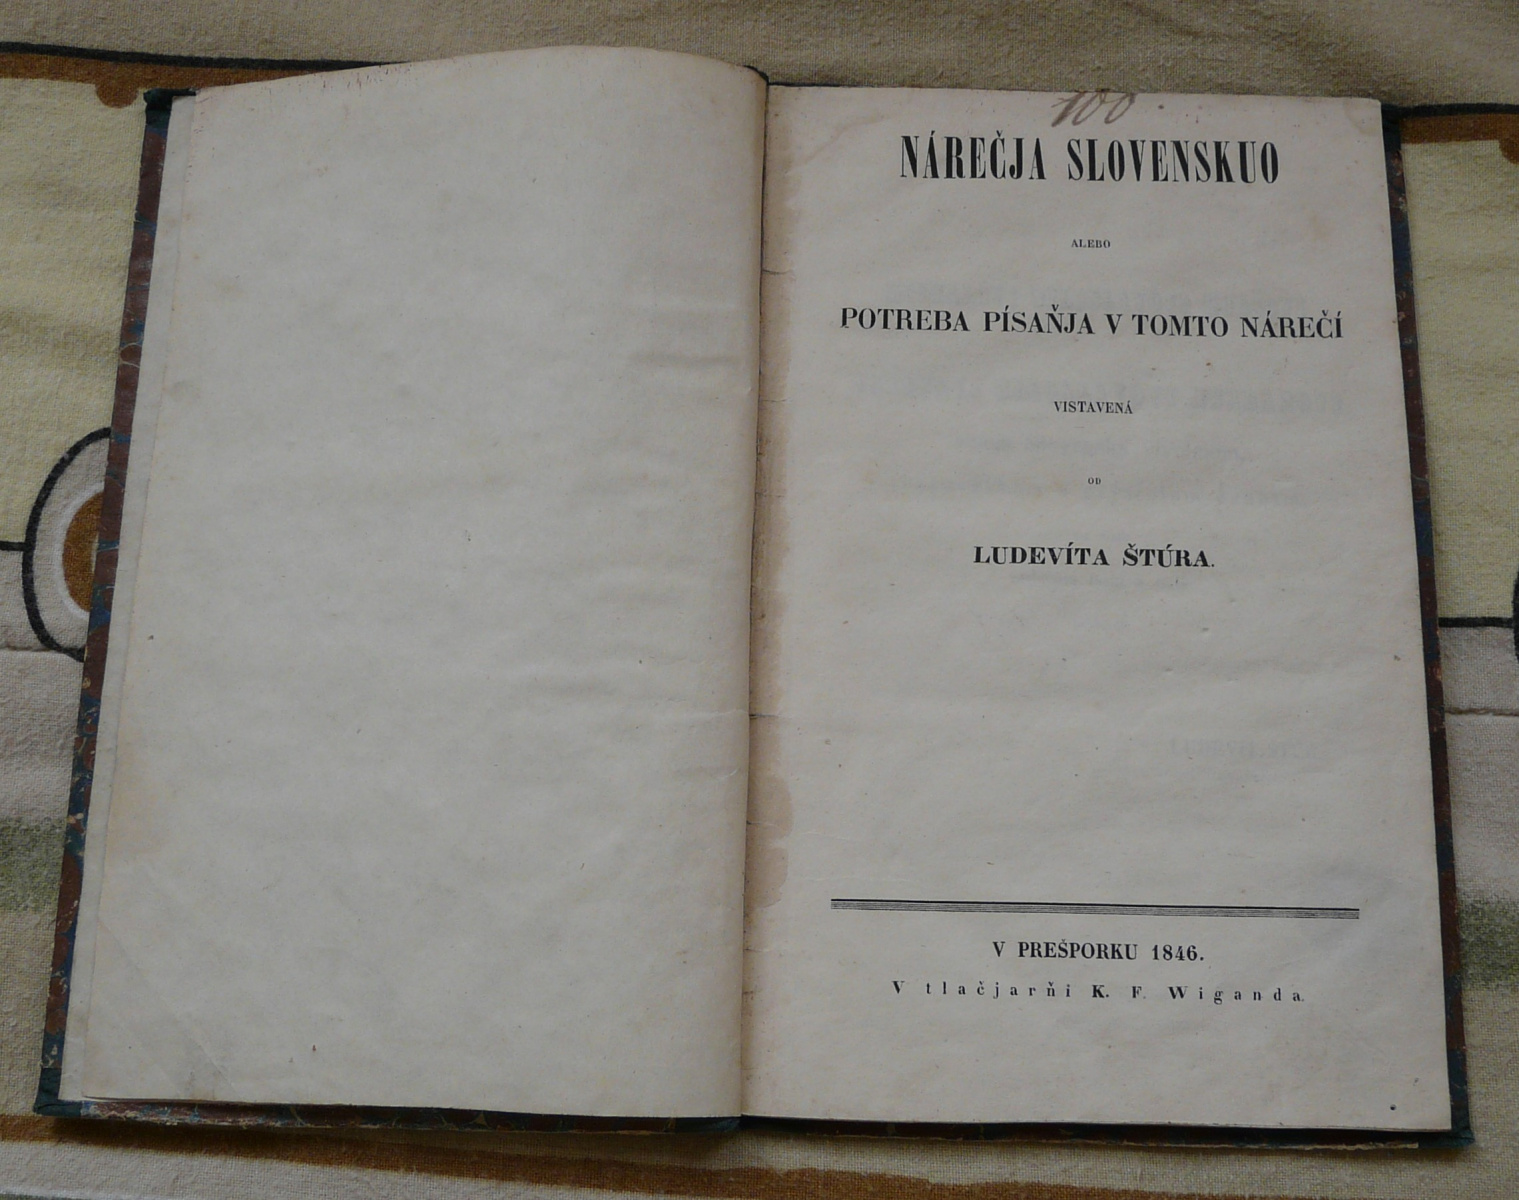 100
NÁREČJA SLOVENSKUO
ALEBO
POTREBA PÍSAŇJA V TOMTO NÁREČÍ
VISTAVENÁ
OD
LUDEVÍTA ŠTÚRA.
V PREŠPORKU 1846.
V tlačjarňi K. F. Wiganda.